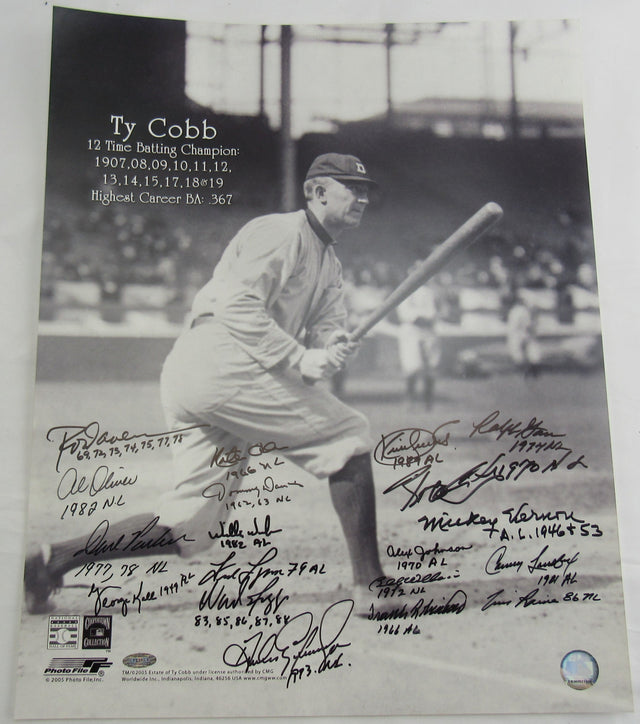 Ty Cobb
12 Time Batting Champion:
1907,08,09,10,11,12,
13,14,15,17,18&19
Highest Career BA: .367
69,72,73,74,75,77,78
Al Oliver
1982 NL
Dave Parker
1977, 78 NL
George Kell 1949 AL
1966 NL
Tommy Davis
1962, 63 NL
Willie
1982 AL
Fred Lynn 79 AL
Wade Boggs
83, 85, 86, 87, 88
1993 NL
1989 AL
Ralph Garr
1974 NL
1970 NL
Mickey Vernon
A.L. 1946 + 53
Alex Johnson
1970 AL
Carney Lansford
1981 AL
1972 NL
Frank Robinson
1966 AL
Tim Raines 86 NL
COOPERSTOWN
COLLECTION
PHOTO FILE
© 2005 Photo File, Inc.
TM/©2005 Estate of Ty Cobb under license authorized by CMG
Worldwide Inc., Indianapolis, Indiana, 46256 USA www.cmgww.com